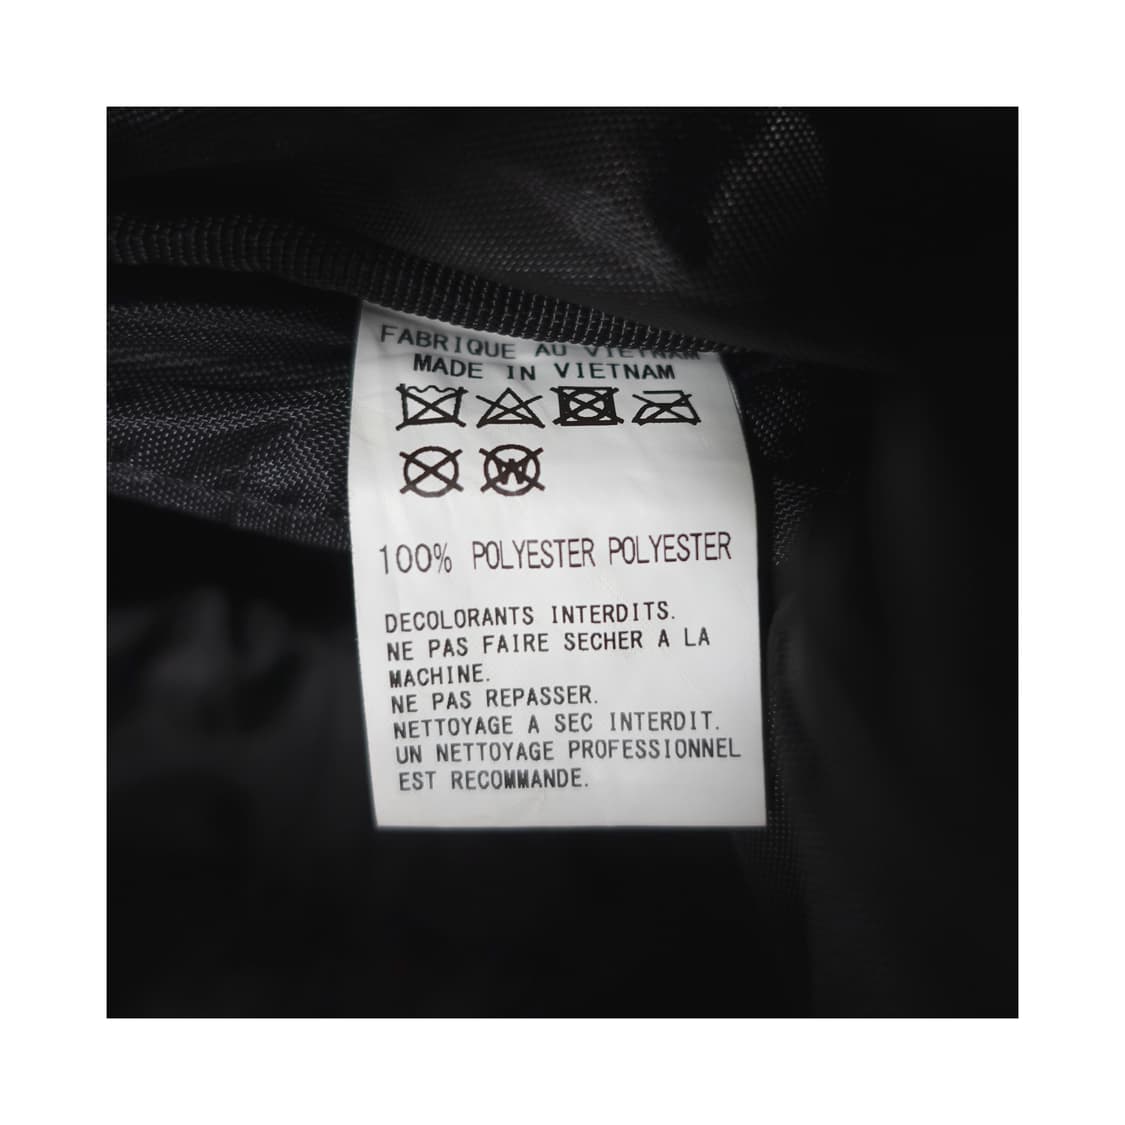 FABRIQUE AU VIETNAM
MADE IN VIETNAM
W
100% POLYESTER POLYESTER
DECOLORANTS INTERDITS.
NE PAS FAIRE SECHER A LA
MACHINE.
NE PAS REPASSER.
NETTOYAGE A SEC INTERDIT.
UN NETTOYAGE PROFESSIONNEL
EST RECOMMANDE.